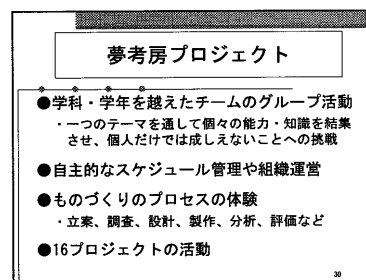 夢考房プロジェクト
●学科・学年を越えたチームのグループ活動
・一つのテーマを通して個々の能力・知識を結集
させ、個人だけでは成しえないことへの挑戦
●自主的なスケジュール管理や組織運営
●ものづくりのプロセスの体験
・立案、調査、設計、製作、分析、評価など
●16プロジェクトの活動
30